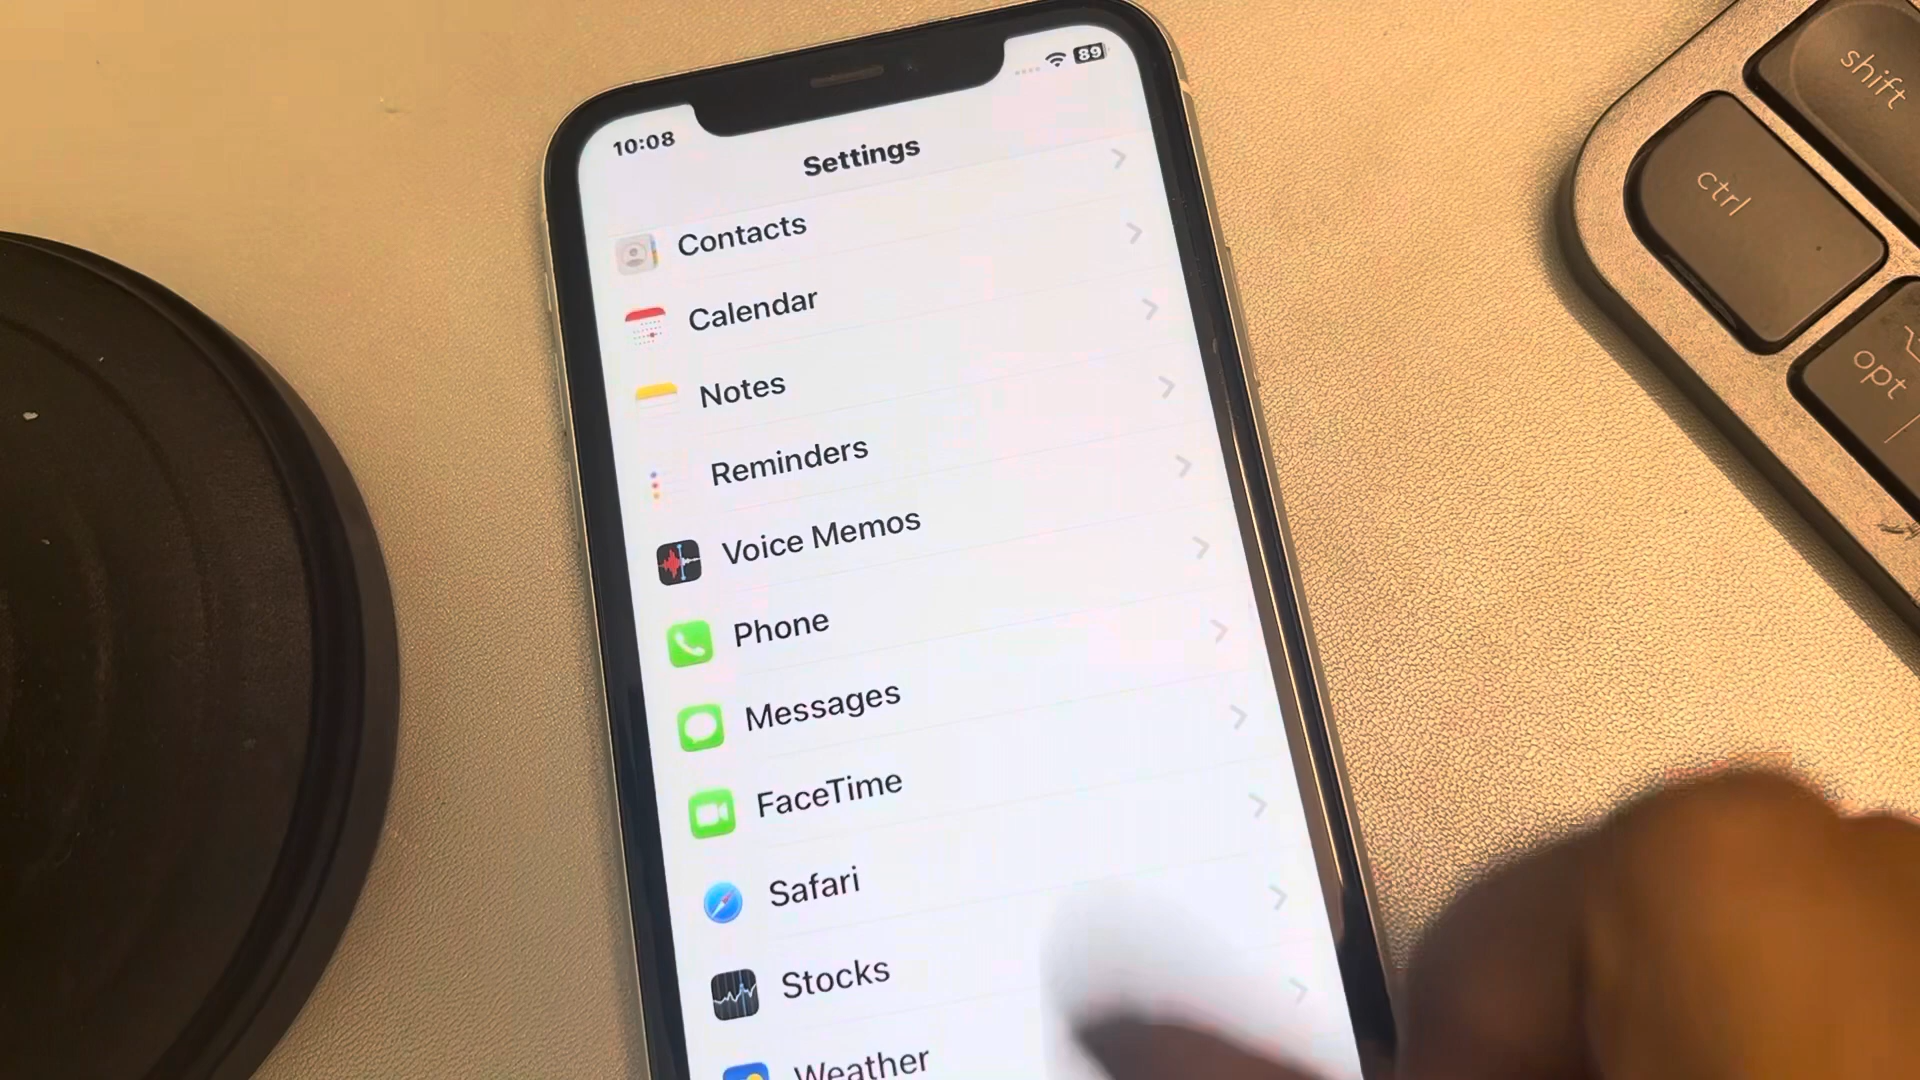 10:08
89
Settings
Contacts
Calendar
Notes
Reminders
Voice Memos
Phone
Messages
FaceTime
Safari
Stocks
Weather
shift
ctrl
opt